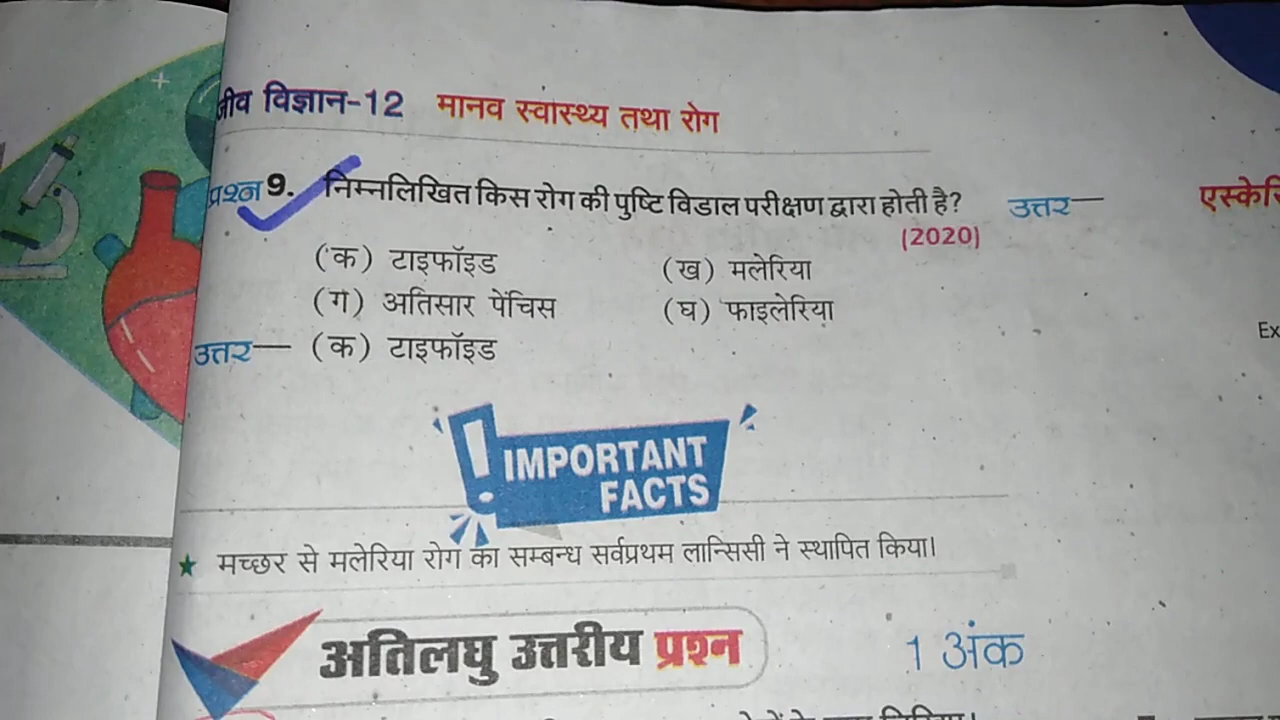 जीव विज्ञान-12 मानव स्वास्थ्य तथा रोग
प्रश्न 9. निम्नलिखित किस रोग की पुष्टि विडाल परीक्षण द्वारा होती है?
(2020)
(क) टाइफॉइड (ख) मलेरिया
(ग) अतिसार पेंचिस (घ) फाइलेरिया
उत्तर— (क) टाइफॉइड
IMPORTANT
FACTS
★ मच्छर से मलेरिया रोग का सम्बन्ध सर्वप्रथम लान्सिसी ने स्थापित किया।
अतिलघु उत्तरीय प्रश्न 1 अंक
उत्तर—
Ex